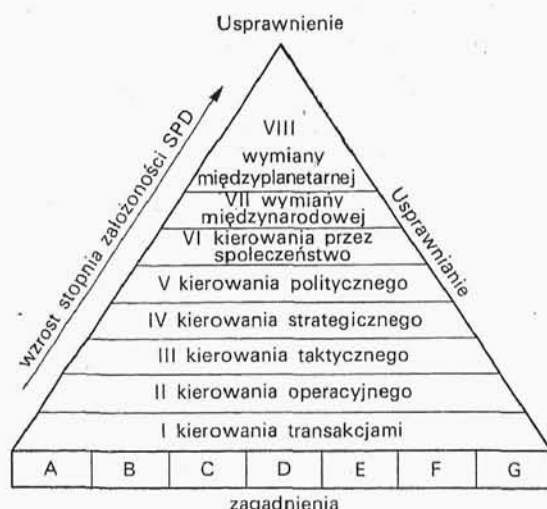 Usprawnienie
wzrost stopnia załozoności SPD
Usprawnianie
VIII
wymiany
międzyplanetarnej
VII wymiany
międzynarodowej
VI kierowania przez
społeczeństwo
V kierowania politycznego
IV kierowania strategicznego
III kierowania taktycznego
II kierowania operacyjnego
I kierowania transakcjami
A B C D E F G
zagadnienia